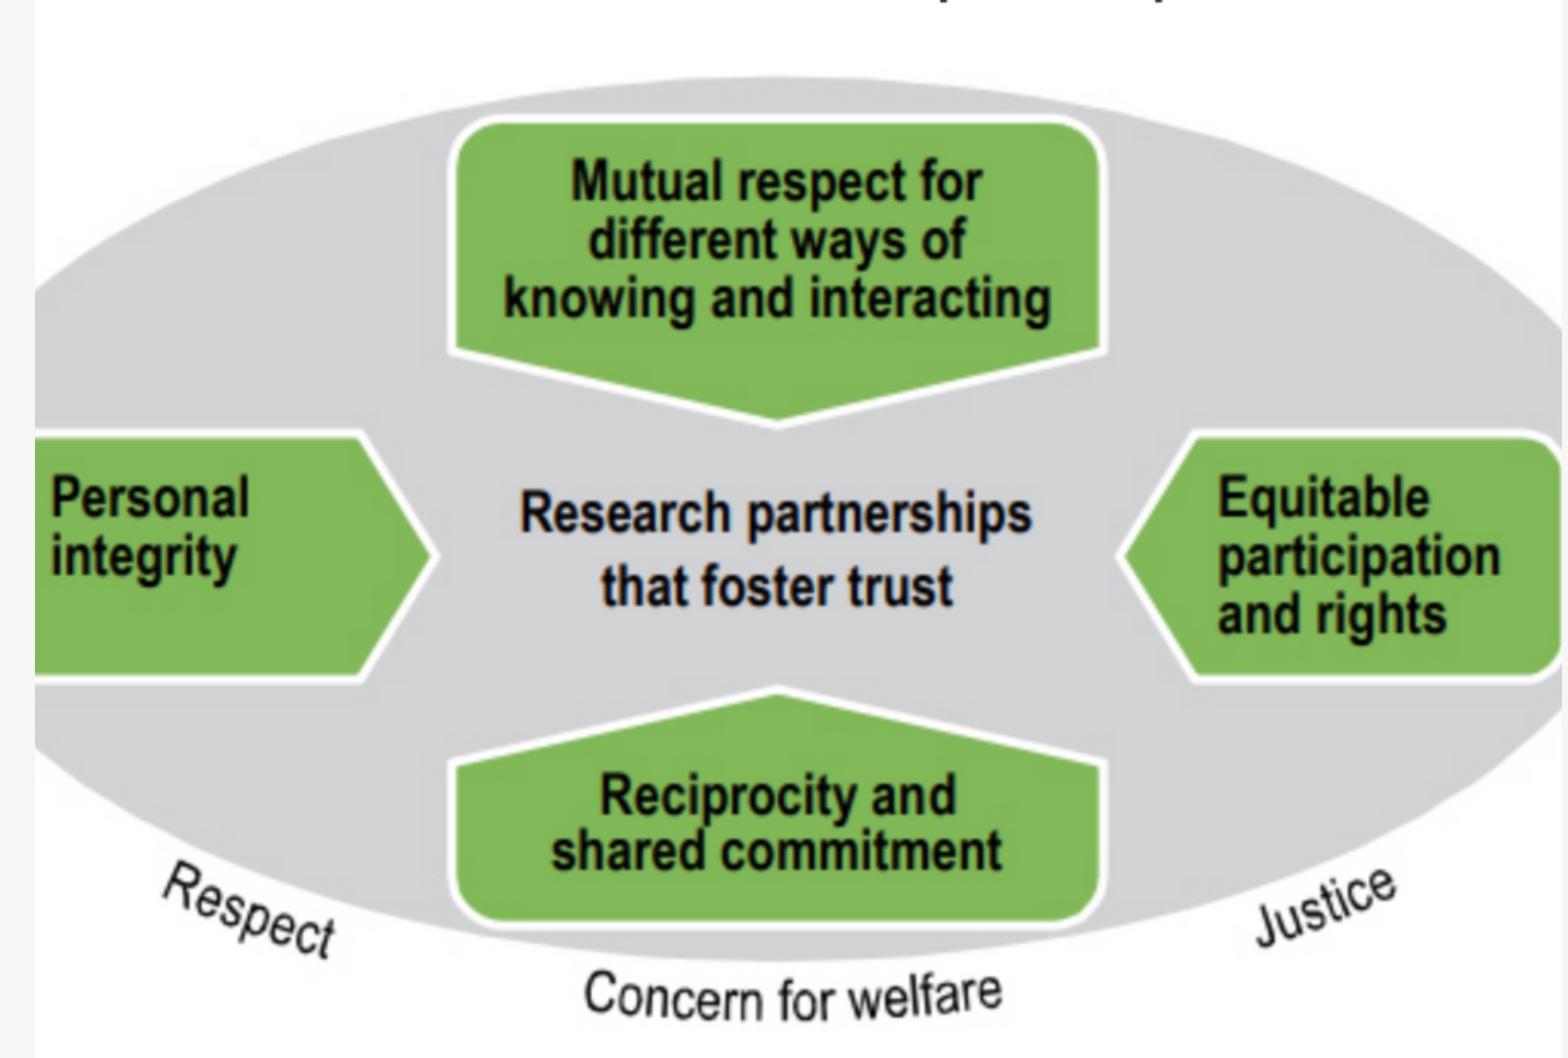 Mutual respect for
different ways of
knowing and interacting
Personal
integrity
Research partnerships
that foster trust
Equitable
participation
and rights
Reciprocity and
shared commitment
Respect
Concern for welfare
Justice